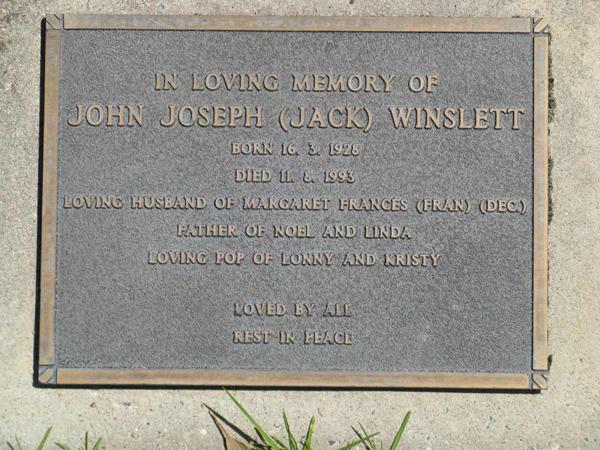 IN LOVING MEMORY OF
JOHN JOSEPH (JACK) WINSLETT
BORN 16. 3. 1928
DIED 11. 8. 1993
LOVING HUSBAND OF MARGARET FRANCES (FRAN) (DEC.)
FATHER OF NOEL AND LINDA
LOVING POP OF LONNY AND KRISTY
LOVED BY ALL
REST IN PEACE